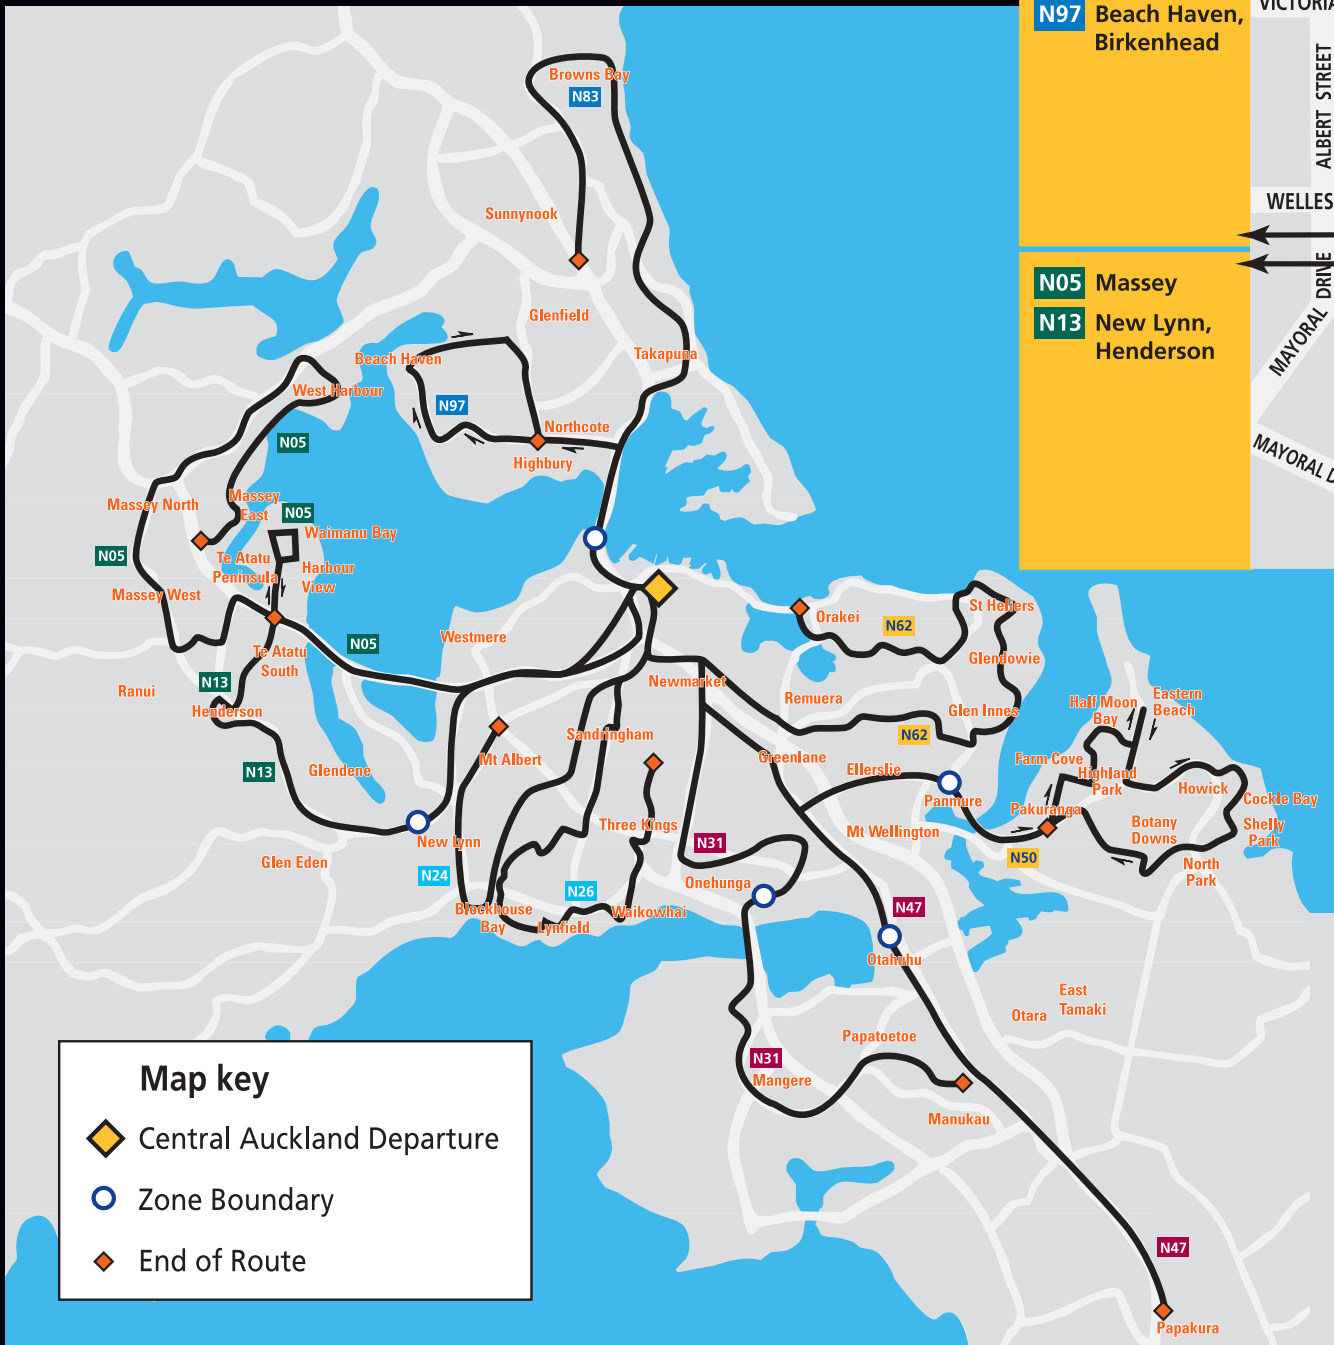 N97 Beach Haven,
Birkenhead
VICTORIA
ALBERT STREET
WELLES
MAYORAL DRIVE
MAYORAL D
N05 Massey
N13 New Lynn,
Henderson
Browns Bay
N83
Sunnynook
Glenfield
Takapuna
Beach Haven
N97
Northcote
Highbury
West Harbour
N05
Massey North
Massey
East
N05
Waimanu Bay
N05
Te Atatu
Peninsula
Harbour
View
Massey West
Te Atatu
South
N05
Westmere
Orakei
N62
St Heliers
Glendowie
Ranui
N13
Henderson
Newmarket
Remuera
Glen Innes
N62
Half Moon
Bay
Eastern
Beach
Sandringham
Mt Albert
Greenlane
Ellerslie
Farm Cove
Highland
Park
N13
Glendene
Panmure
Pakuranga
Howick
Cockle Bay
Shelly
Park
Botany
Downs
North
Park
New Lynn
Three Kings
Mt Wellington
N50
Glen Eden
N24
N31
Onehunga
N26
Blockhouse
Bay
Lynfield
Waikowhai
N47
Otahuhu
East
Tamaki
Otara
Papatoetoe
N31
Mangere
Manukau
N47
Papakura
Map key
Central Auckland Departure
Zone Boundary
End of Route